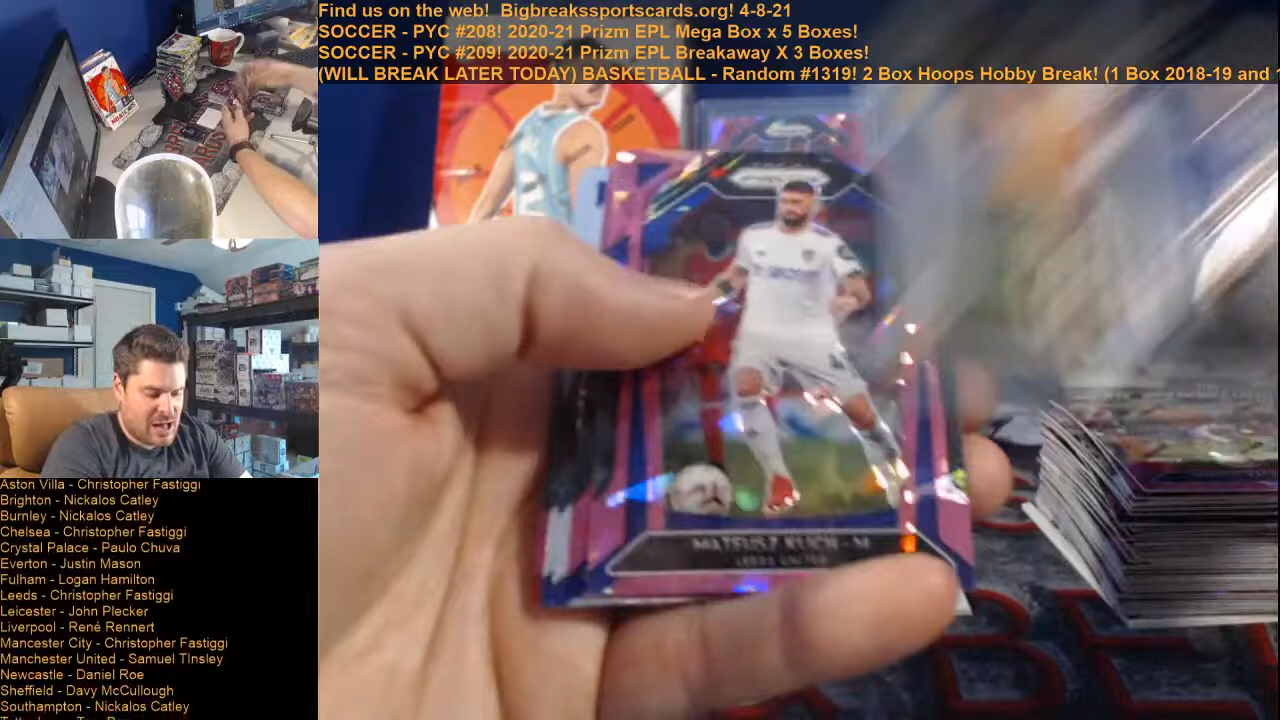 Find us on the web!  Bigbreakssportscards.org! 4-8-21
SOCCER - PYC #208! 2020-21 Prizm EPL Mega Box x 5 Boxes!
SOCCER - PYC #209! 2020-21 Prizm EPL Breakaway X 3 Boxes!
(WILL BREAK LATER TODAY) BASKETBALL - Random #1319! 2 Box Hoops Hobby Break! (1 Box 2018-19 and
MATEUSZ KLICH - M
LEEDS UNITED
Aston Villa - Christopher Fastiggi
Brighton - Nickalos Catley
Burnley - Nickalos Catley
Chelsea - Christopher Fastiggi
Crystal Palace - Paulo Chuva
Everton - Justin Mason
Fulham - Logan Hamilton
Leeds - Christopher Fastiggi
Leicester - John Plecker
Liverpool - René Rennert
Mancester City - Christopher Fastiggi
Manchester United - Samuel TInsley
Newcastle - Daniel Roe
Sheffield - Davy McCullough
Southampton - Nickalos Catley